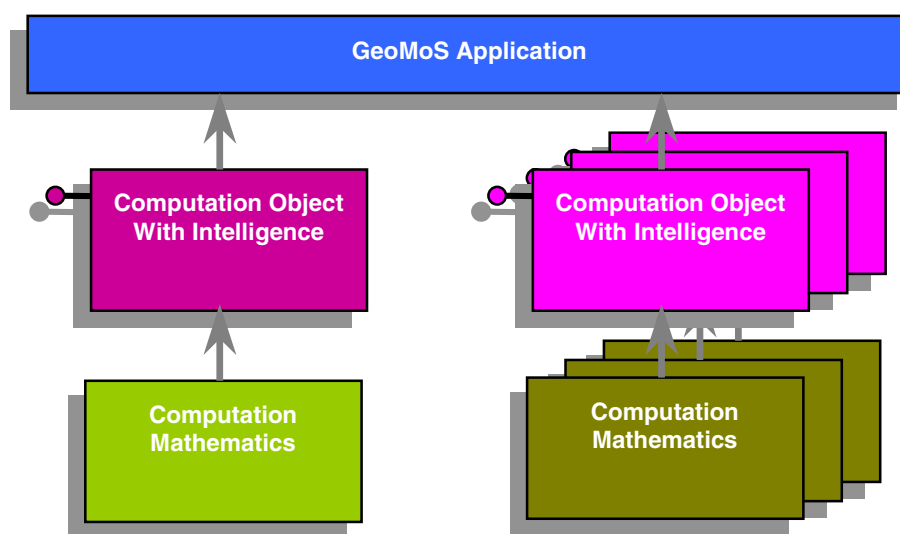 GeoMoS Application
Computation Object
With Intelligence
Computation Object
With Intelligence
Computation
Mathematics
Computation
Mathematics